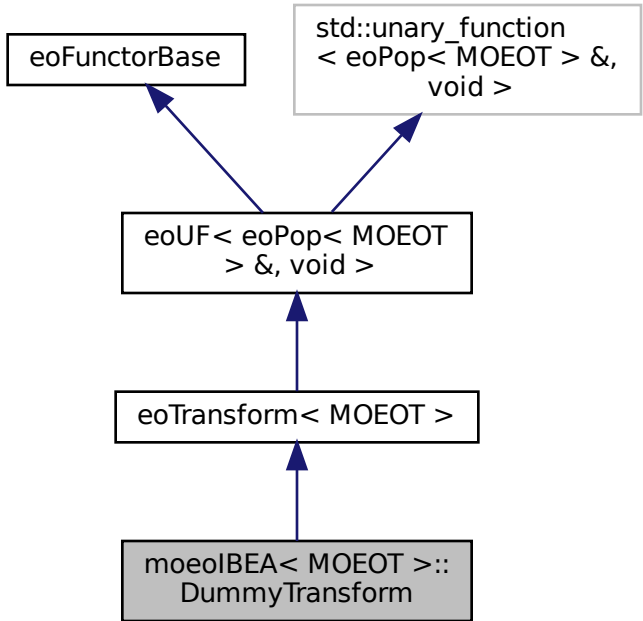 eoFunctorBase
std::unary_function
< eoPop< MOEOT > &,
void >
eoUF< eoPop< MOEOT
> &, void >
eoTransform< MOEOT >
moeoIBEA< MOEOT >::
DummyTransform